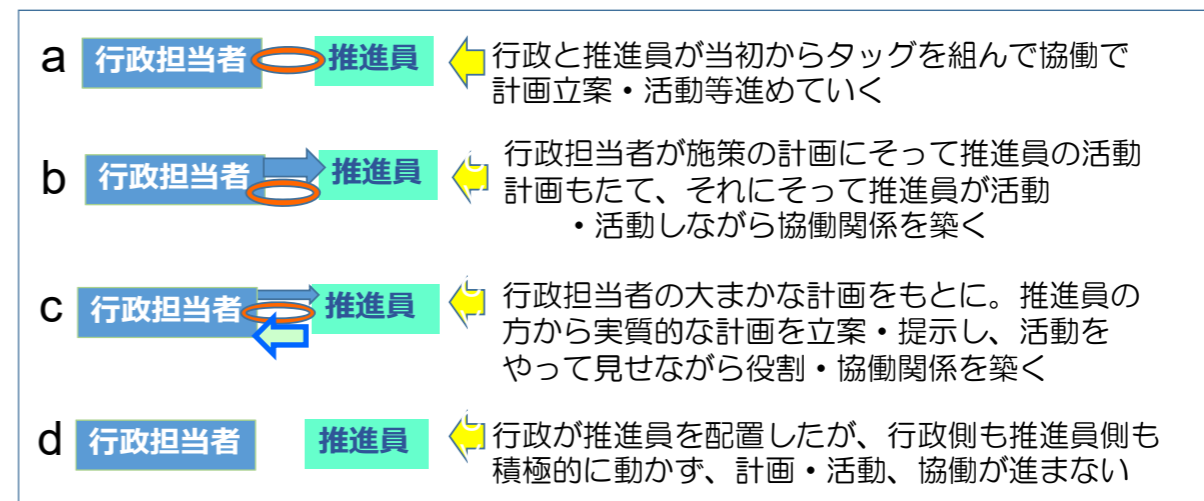 a 行政担当者 推進員 行政と推進員が当初からタッグを組んで協働で
計画立案・活動等進めていく
b 行政担当者 推進員 行政担当者が施策の計画にそって推進員の活動
計画もたて、それにそって推進員が活動
・活動しながら協働関係を築く
c 行政担当者 推進員 行政担当者の大まかな計画をもとに。推進員の
方から実質的な計画を立案・提示し、活動を
やって見せながら役割・協働関係を築く
d 行政担当者 推進員 行政が推進員を配置したが、行政側も推進員側も
積極的に動かず、計画・活動、協働が進まない